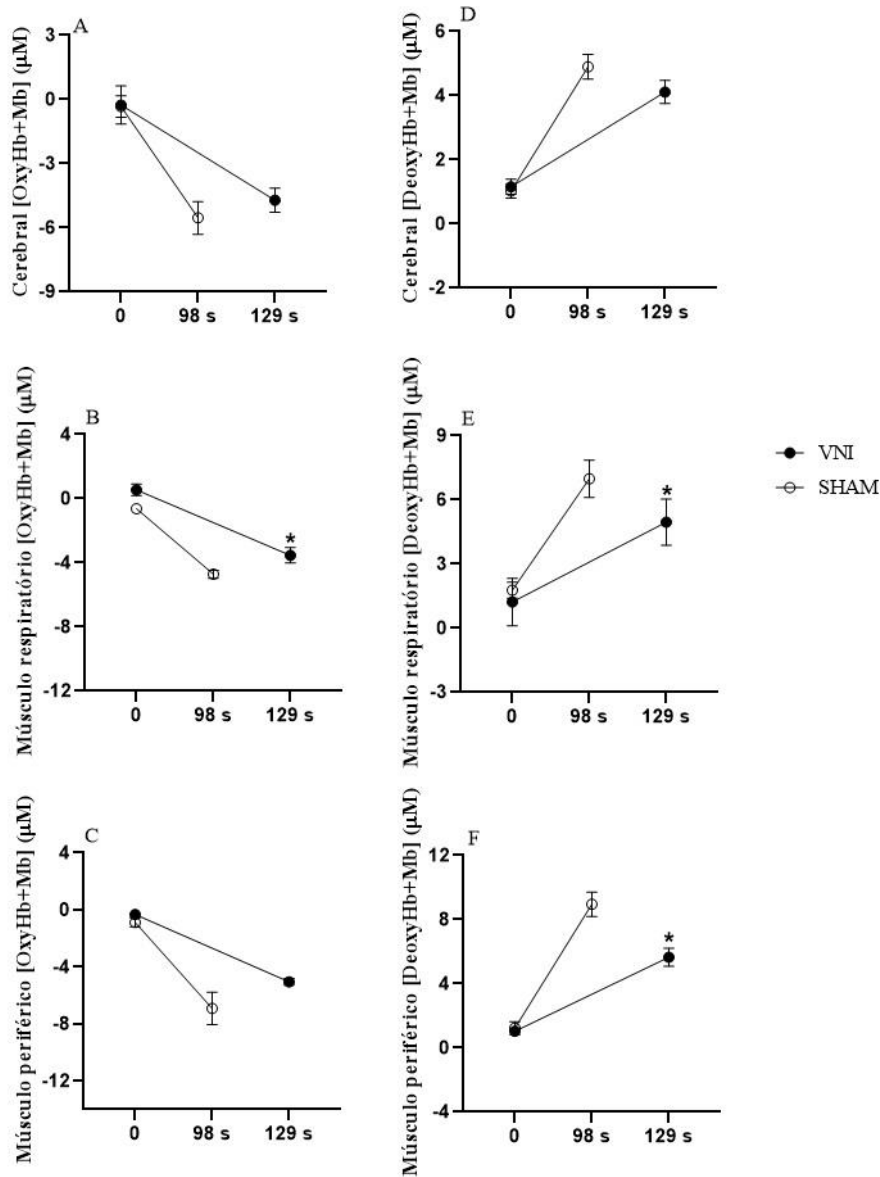 A
Cerebral [OxyHb+Mb] (μM)
3
0
-3
-6
-9
0 98 s 129 s
D
Cerebral [DeoxyHb+Mb] (μM)
6
4
2
0
-2
0 98 s 129 s
B
Músculo respiratório [OxyHb+Mb] (μM)
4
0
-4
-8
-12
*
0 98 s 129 s
E
Músculo respiratório [DeoxyHb+Mb] (μM)
9
6
3
0
-3
*
0 98 s 129 s
VNI
SHAM
C
Músculo periférico [OxyHb+Mb] (μM)
4
0
-4
-8
-12
0 98 s 129 s
F
Músculo periférico [DeoxyHb+Mb] (μM)
12
8
4
0
-4
*
0 98 s 129 s